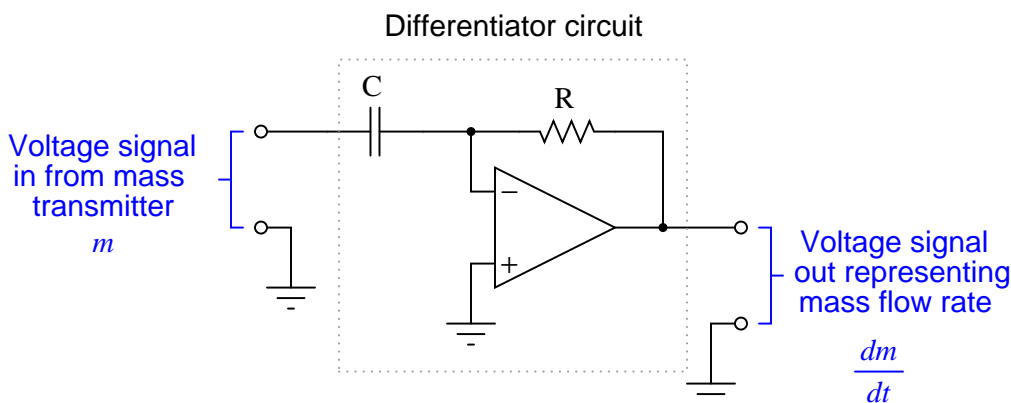 Differentiator circuit
C
R
Voltage signal
in from mass
transmitter
m
−
+
Voltage signal
out representing
mass flow rate
dm
dt